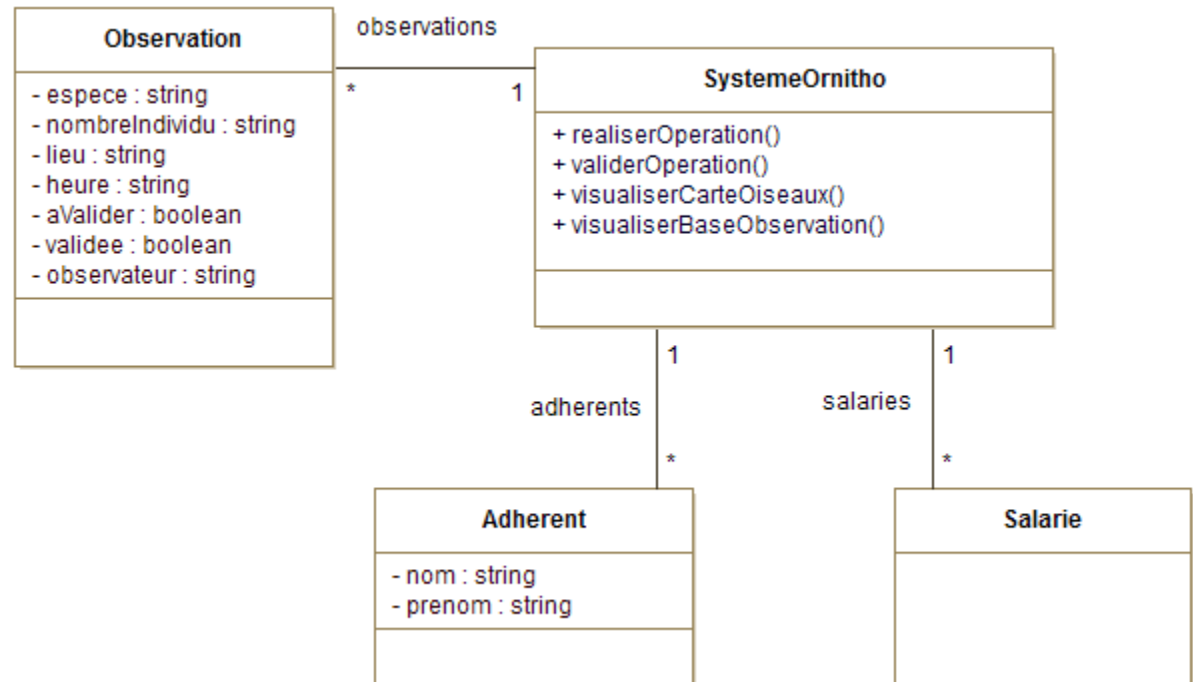 Observation
- espece : string
- nombreIndividu : string
- lieu : string
- heure : string
- aValider : boolean
- validee : boolean
- observateur : string
observations
*
1
SystemeOrnitho
+ realiserOperation()
+ validerOperation()
+ visualiserCarteOiseaux()
+ visualiserBaseObservation()
1
adherents
*
1
salaries
*
Adherent
- nom : string
- prenom : string
Salarie